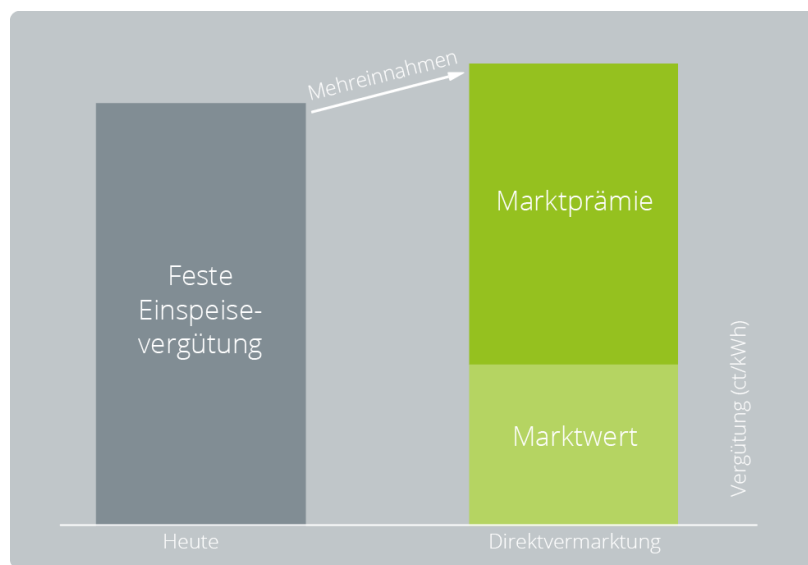 Mehreinnahmen
Feste
Einspeise-
vergütung
Marktprämie
Marktwert
Vergütung (ct/kWh)
Heute
Direktvermarktung